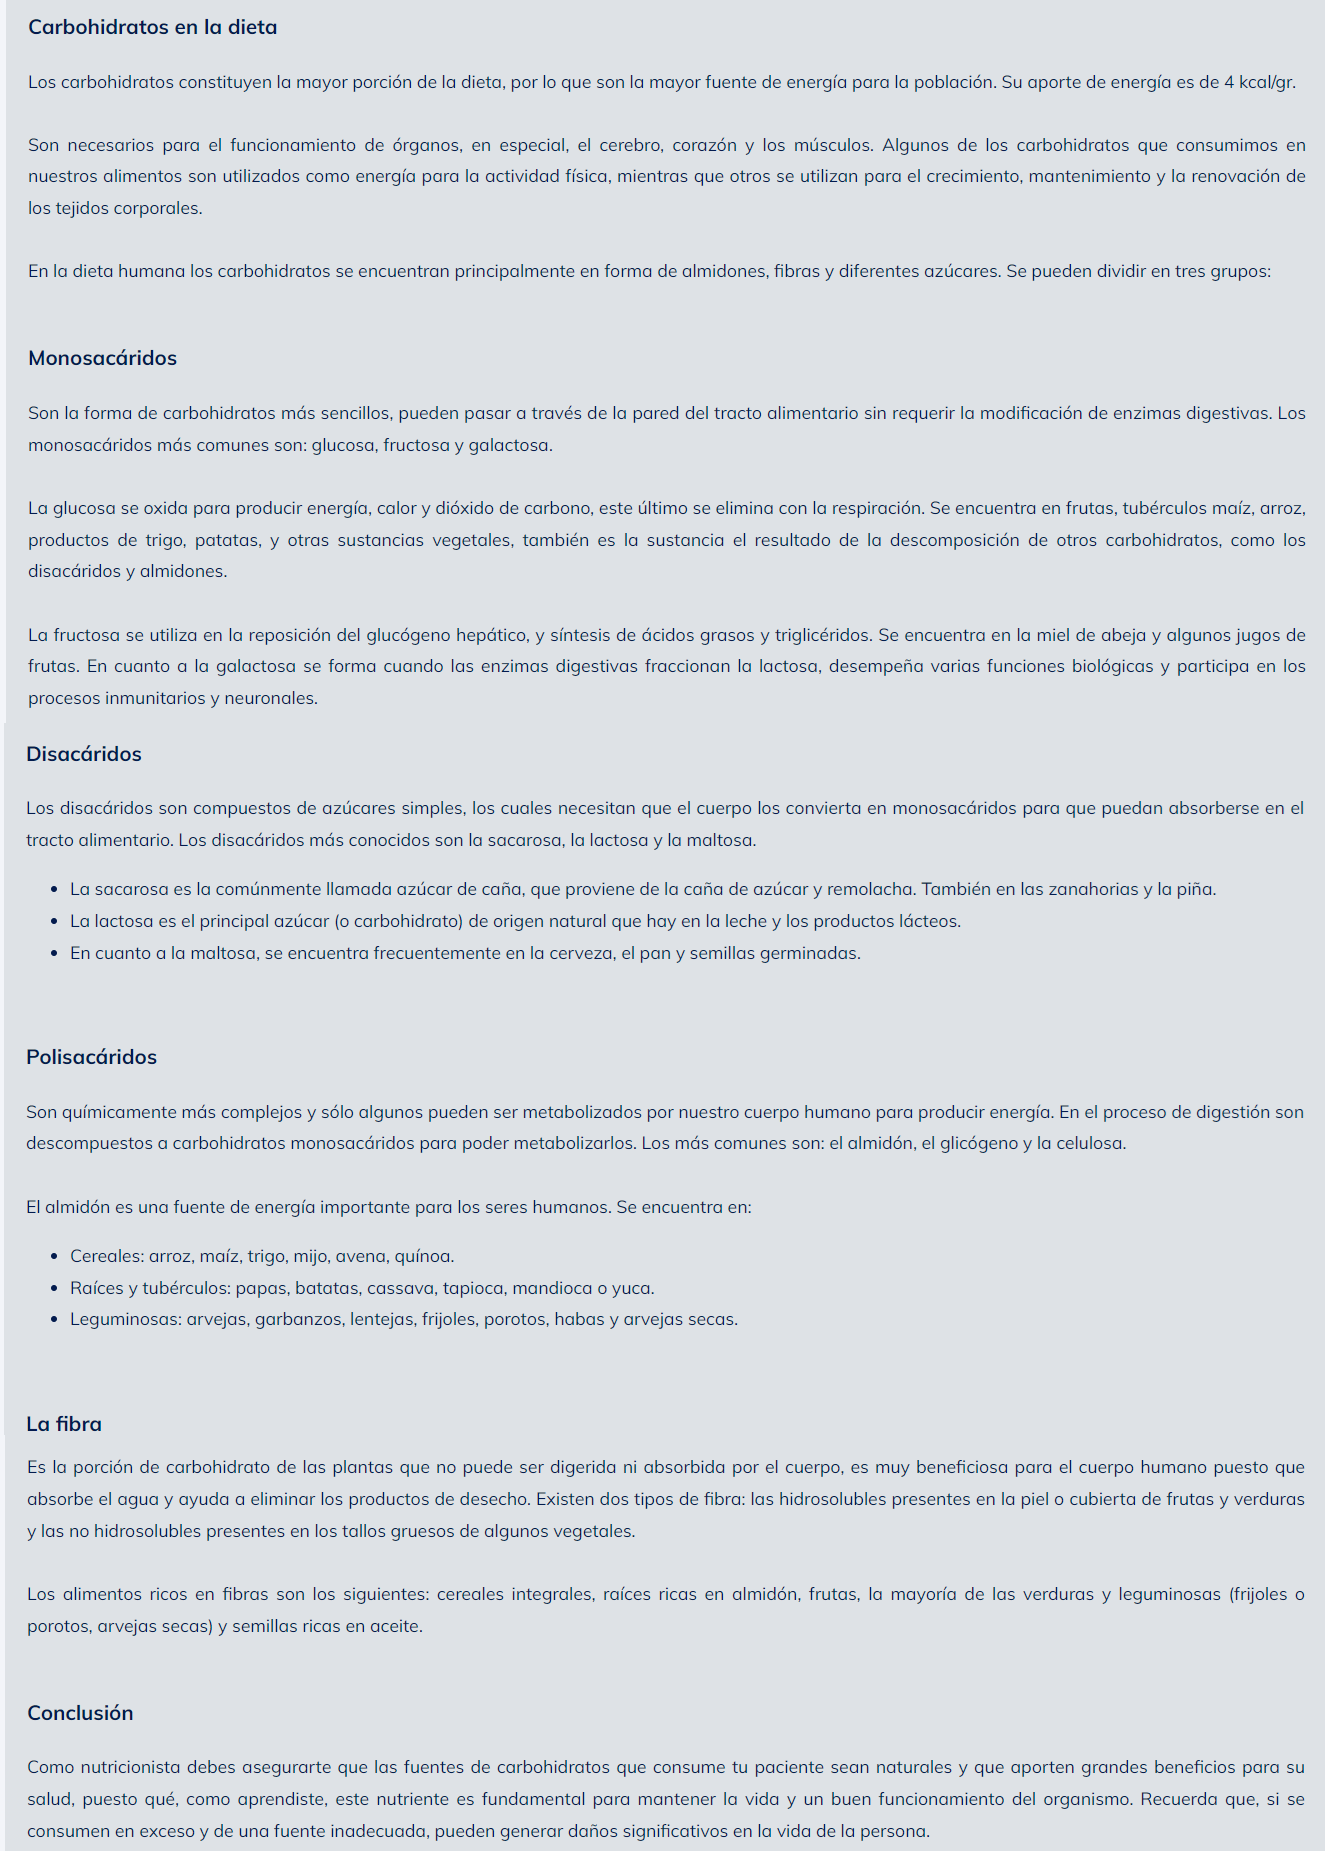 Carbohidratos en la dieta
Los carbohidratos constituyen la mayor porción de la dieta, por lo que son la mayor fuente de energía para la población. Su aporte de energía es de 4 kcal/gr.
Son necesarios para el funcionamiento de órganos, en especial, el cerebro, corazón y los músculos. Algunos de los carbohidratos que consumimos en
nuestros alimentos son utilizados como energía para la actividad física, mientras que otros se utilizan para el crecimiento, mantenimiento y la renovación de
los tejidos corporales.
En la dieta humana los carbohidratos se encuentran principalmente en forma de almidones, fibras y diferentes azúcares. Se pueden dividir en tres grupos:
Monosacáridos
Son la forma de carbohidratos más sencillos, pueden pasar a través de la pared del tracto alimentario sin requerir la modificación de enzimas digestivas. Los
monosacáridos más comunes son: glucosa, fructosa y galactosa.
La glucosa se oxida para producir energía, calor y dióxido de carbono, este último se elimina con la respiración. Se encuentra en frutas, tubérculos maíz, arroz,
productos de trigo, patatas, y otras sustancias vegetales, también es la sustancia el resultado de la descomposición de otros carbohidratos, como los
disacáridos y almidones.
La fructosa se utiliza en la reposición del glucógeno hepático, y síntesis de ácidos grasos y triglicéridos. Se encuentra en la miel de abeja y algunos jugos de
frutas. En cuanto a la galactosa se forma cuando las enzimas digestivas fraccionan la lactosa, desempeña varias funciones biológicas y participa en los
procesos inmunitarios y neuronales.
Disacáridos
Los disacáridos son compuestos de azúcares simples, los cuales necesitan que el cuerpo los convierta en monosacáridos para que puedan absorberse en el
tracto alimentario. Los disacáridos más conocidos son la sacarosa, la lactosa y la maltosa.
• La sacarosa es la comúnmente llamada azúcar de caña, que proviene de la caña de azúcar y remolacha. También en las zanahorias y la piña.
• La lactosa es el principal azúcar (o carbohidrato) de origen natural que hay en la leche y los productos lácteos.
• En cuanto a la maltosa, se encuentra frecuentemente en la cerveza, el pan y semillas germinadas.
Polisacáridos
Son químicamente más complejos y sólo algunos pueden ser metabolizados por nuestro cuerpo humano para producir energía. En el proceso de digestión son
descompuestos a carbohidratos monosacáridos para poder metabolizarlos. Los más comunes son: el almidón, el glicógeno y la celulosa.
El almidón es una fuente de energía importante para los seres humanos. Se encuentra en:
• Cereales: arroz, maíz, trigo, mijo, avena, quínoa.
• Raíces y tubérculos: papas, batatas, cassava, tapioca, mandioca o yuca.
• Leguminosas: arvejas, garbanzos, lentejas, frijoles, porotos, habas y arvejas secas.
La fibra
Es la porción de carbohidrato de las plantas que no puede ser digerida ni absorbida por el cuerpo, es muy beneficiosa para el cuerpo humano puesto que
absorbe el agua y ayuda a eliminar los productos de desecho. Existen dos tipos de fibra: las hidrosolubles presentes en la piel o cubierta de frutas y verduras
y las no hidrosolubles presentes en los tallos gruesos de algunos vegetales.
Los alimentos ricos en fibras son los siguientes: cereales integrales, raíces ricas en almidón, frutas, la mayoría de las verduras y leguminosas (frijoles o
porotos, arvejas secas) y semillas ricas en aceite.
Conclusión
Como nutricionista debes asegurarte que las fuentes de carbohidratos que consume tu paciente sean naturales y que aporten grandes beneficios para su
salud, puesto qué, como aprendiste, este nutriente es fundamental para mantener la vida y un buen funcionamiento del organismo. Recuerda que, si se
consumen en exceso y de una fuente inadecuada, pueden generar daños significativos en la vida de la persona.